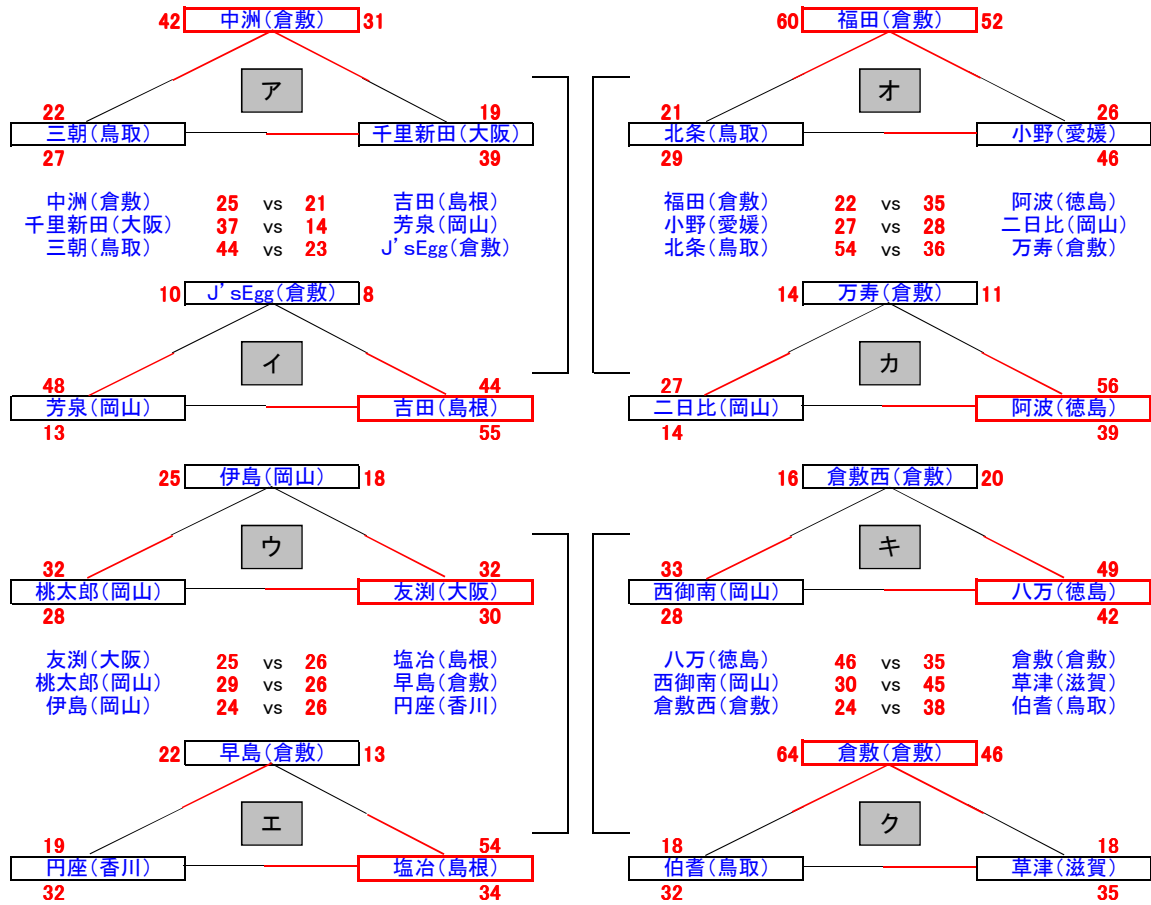 42 中洲(倉敷) 31
ア
22 19
三朝(鳥取) 千里新田(大阪)
27 39
中洲(倉敷) 25 vs 21 吉田(島根)
千里新田(大阪) 37 vs 14 芳泉(岡山)
三朝(鳥取) 44 vs 23 J'sEgg(倉敷)
10 J'sEgg(倉敷) 8
イ
48 44
芳泉(岡山) 吉田(島根)
13 55
60 福田(倉敷) 52
オ
21 26
北条(鳥取) 小野(愛媛)
29 46
福田(倉敷) 22 vs 35 阿波(徳島)
小野(愛媛) 27 vs 28 二日比(岡山)
北条(鳥取) 54 vs 36 万寿(倉敷)
14 万寿(倉敷) 11
カ
27 56
二日比(岡山) 阿波(徳島)
14 39
25 伊島(岡山) 18
ウ
32 32
桃太郎(岡山) 友渕(大阪)
28 30
友渕(大阪) 25 vs 26 塩冶(島根)
桃太郎(岡山) 29 vs 26 早島(倉敷)
伊島(岡山) 24 vs 26 円座(香川)
22 早島(倉敷) 13
エ
19 54
円座(香川) 塩冶(島根)
32 34
16 倉敷西(倉敷) 20
キ
33 49
西御南(岡山) 八万(徳島)
28 42
八万(徳島) 46 vs 35 倉敷(倉敷)
西御南(岡山) 30 vs 45 草津(滋賀)
倉敷西(倉敷) 24 vs 38 伯耆(鳥取)
64 倉敷(倉敷) 46
ク
18 18
伯耆(鳥取) 草津(滋賀)
32 35